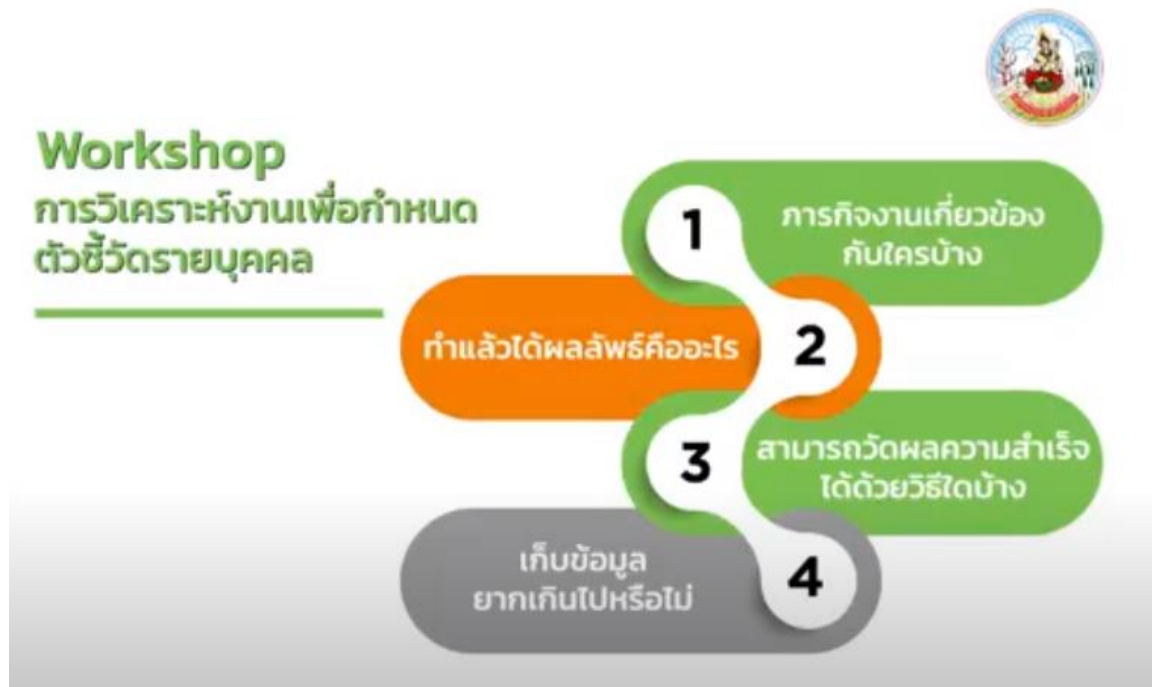 Workshop
การวิเคราะห์งานเพื่อกำหนด
ตัวชี้วัดรายบุคคล
1
ภารกิจงานเกี่ยวข้อง
กับใครบ้าง
ทำแล้วได้ผลลัพธ์คืออะไร
2
3
สามารถวัดผลความสำเร็จ
ได้ด้วยวิธีใดบ้าง
เก็บข้อมูล
ยากเกินไปหรือไม่
4